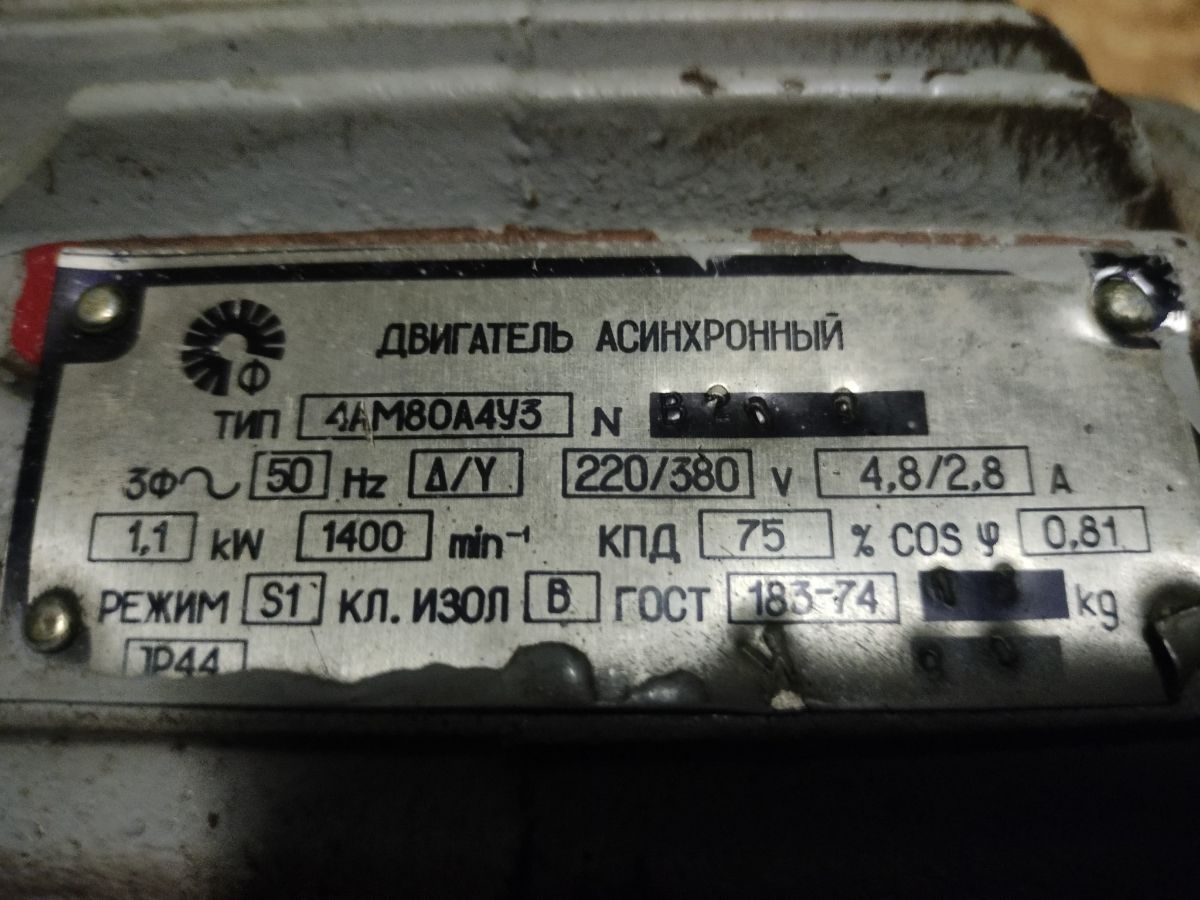 Ф
ДВИГАТЕЛЬ АСИНХРОННЫЙ
ТИП 4АМ80А4У3 N
3Ф~ 50 Hz Δ/Y 220/380 V 4,8/2,8 A
1,1 kW 1400 min⁻¹ КПД 75 % COS φ 0,81
РЕЖИМ S1 КЛ. ИЗОЛ В ГОСТ 183-74 kg
JP44